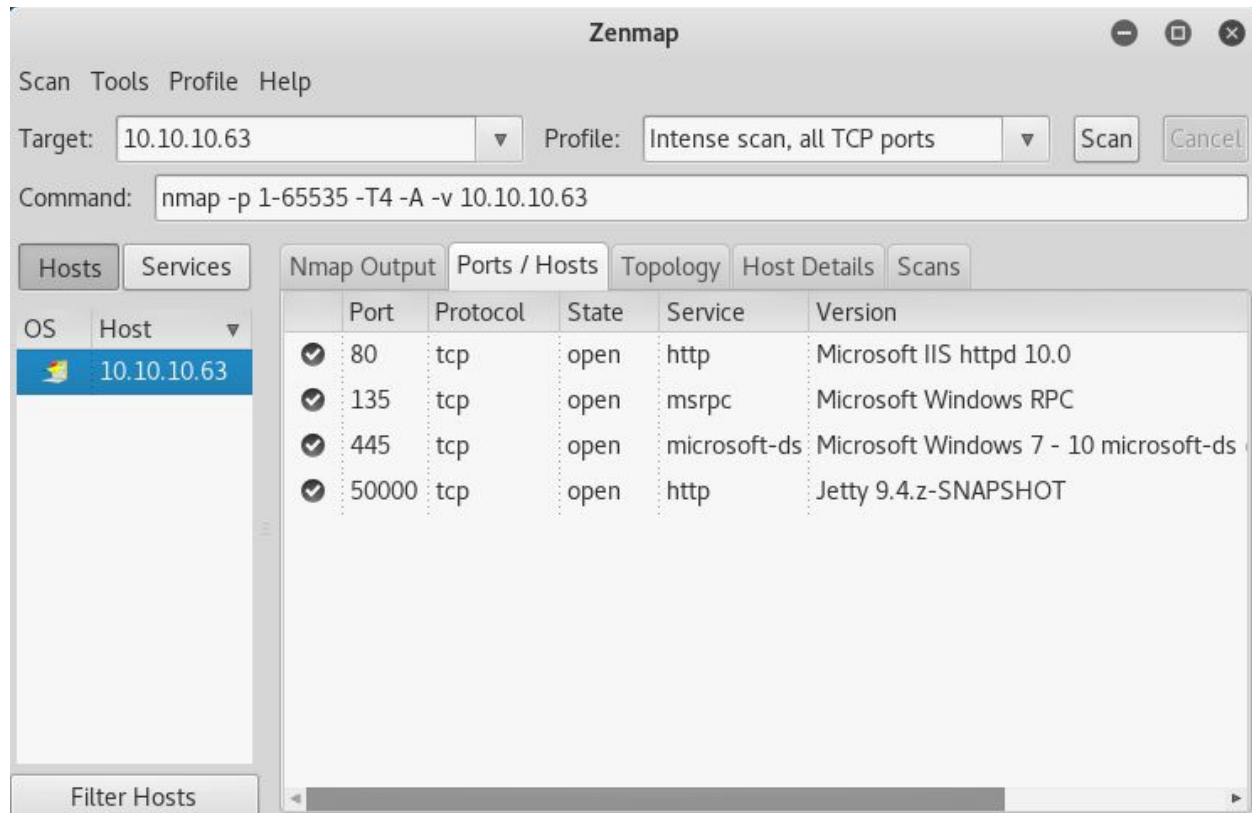 Zenmap
Scan Tools Profile Help
Target: 10.10.10.63 Profile: Intense scan, all TCP ports Scan Cancel
Command: nmap -p 1-65535 -T4 -A -v 10.10.10.63
Hosts Services Nmap Output Ports / Hosts Topology Host Details Scans
OS Host Port Protocol State Service Version
10.10.10.63
80 tcp open http Microsoft IIS httpd 10.0
135 tcp open msrpc Microsoft Windows RPC
445 tcp open microsoft-ds Microsoft Windows 7 - 10 microsoft-ds
50000 tcp open http Jetty 9.4.z-SNAPSHOT
Filter Hosts